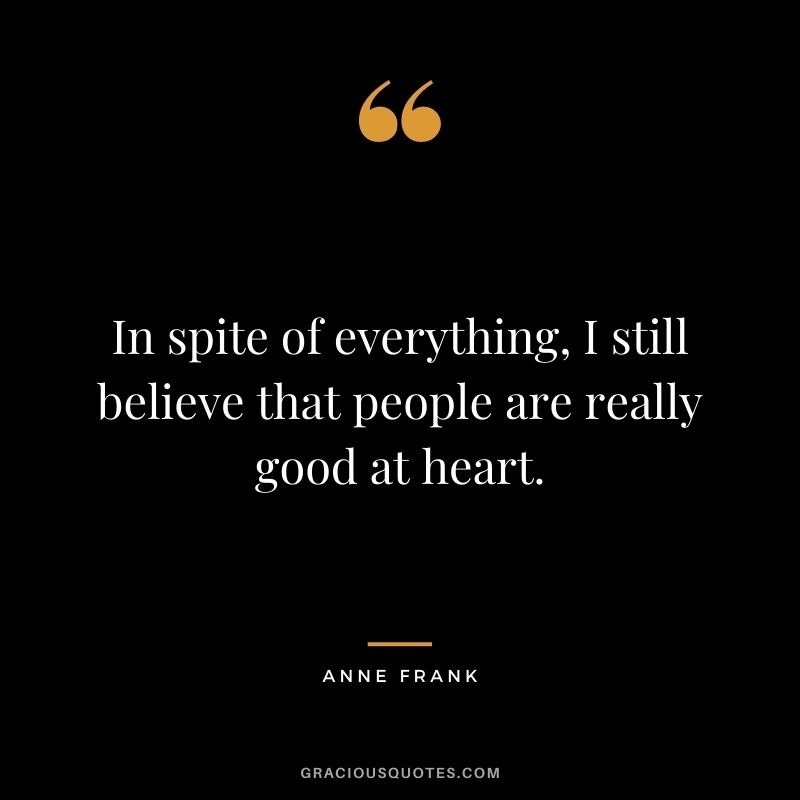 “
In spite of everything, I still
believe that people are really
good at heart.
ANNE FRANK
GRACIOUSQUOTES.COM